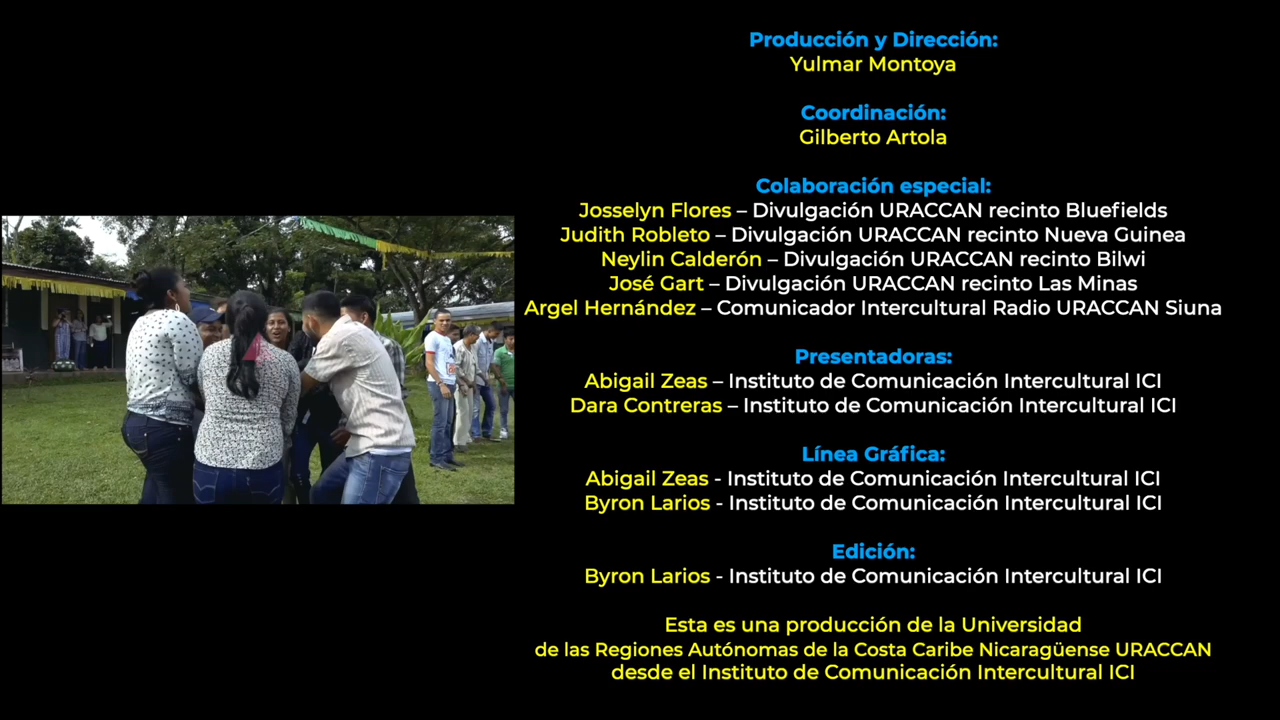 Producción y Dirección:
Yulmar Montoya
Coordinación:
Gilberto Artola
Colaboración especial:
Josselyn Flores – Divulgación URACCAN recinto Bluefields
Judith Robleto – Divulgación URACCAN recinto Nueva Guinea
Neylin Calderón – Divulgación URACCAN recinto Bilwi
José Gart – Divulgación URACCAN recinto Las Minas
Argel Hernández – Comunicador Intercultural Radio URACCAN Siuna
Presentadoras:
Abigail Zeas – Instituto de Comunicación Intercultural ICI
Dara Contreras – Instituto de Comunicación Intercultural ICI
Línea Gráfica:
Abigail Zeas - Instituto de Comunicación Intercultural ICI
Byron Larios - Instituto de Comunicación Intercultural ICI
Edición:
Byron Larios - Instituto de Comunicación Intercultural ICI
Esta es una producción de la Universidad
de las Regiones Autónomas de la Costa Caribe Nicaragüense URACCAN
desde el Instituto de Comunicación Intercultural ICI